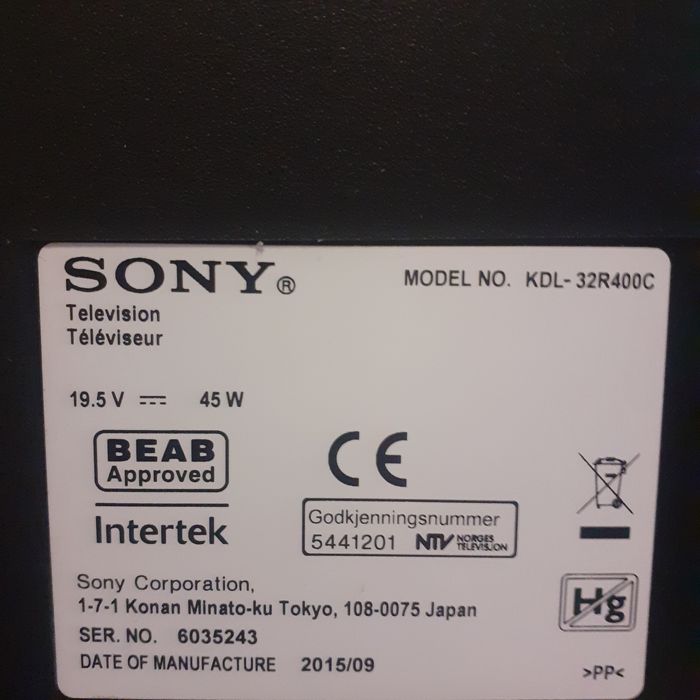 SONY®
MODEL NO. KDL-32R400C
Television
Téléviseur
19.5 V ⎓ 45 W
BEAB
Approved
Intertek
CE
Godkjenningsnummer
5441201 NTV NORGES TELEVISJON
Hg
Sony Corporation,
1-7-1 Konan Minato-ku Tokyo, 108-0075 Japan
SER. NO. 6035243
DATE OF MANUFACTURE 2015/09
>PP<